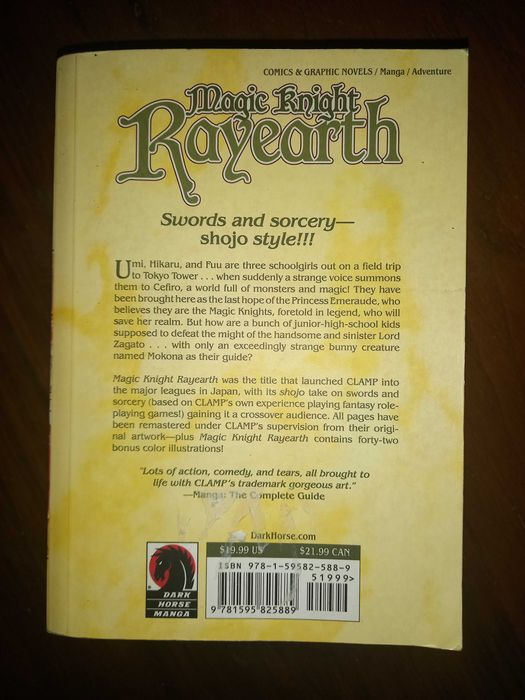 COMICS & GRAPHIC NOVELS / Manga / Adventure
Magic Knight
Rayearth
Swords and sorcery—
shojo style!!!
Umi, Hikaru, and Fuu are three schoolgirls out on a field trip
to Tokyo Tower . . . when suddenly a strange voice summons
them to Cefiro, a world full of monsters and magic! They have
been brought here as the last hope of the Princess Emeraude, who
believes they are the Magic Knights, foretold in legend, who
will save her realm. But how are a bunch of junior-high-school kids
supposed to defeat the might of the handsome and sinister Lord
Zagato . . . with only an exceedingly strange bunny creature
named Mokona as their guide?
Magic Knight Rayearth was the title that launched CLAMP into
the major leagues in Japan, with its shojo take on swords and
sorcery (based on CLAMP's own experience playing fantasy role-
playing games!) gaining it a crossover audience. All pages have
been remastered under CLAMP's supervision from their origi-
nal artwork—plus Magic Knight Rayearth contains forty-two
bonus color illustrations!
"Lots of action, comedy, and tears, all brought to
life with CLAMP's trademark gorgeous art."
—Manga: The Complete Guide
DarkHorse.com
$19.99 US $21.99 CAN
ISBN 978-1-59582-588-9
51999>
9 781595 825889
DARK
HORSE
MANGA